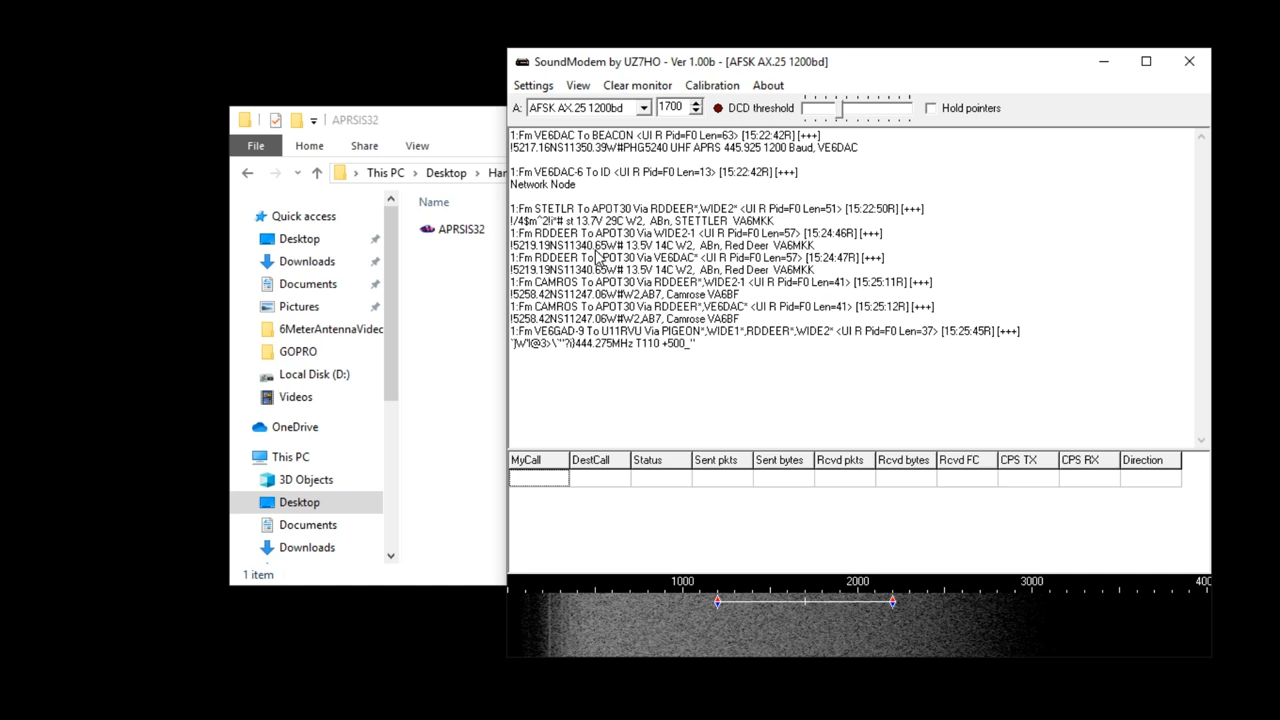 APRSIS32
File Home Share View
This PC Desktop
Quick access
Desktop
Downloads
Documents
Pictures
6MeterAntennaVidec
GOPRO
Local Disk (D:)
Videos
OneDrive
This PC
3D Objects
Desktop
Documents
Downloads
1 item
Name
APRSIS32
SoundModem by UZ7HO - Ver 1.00b - [AFSK AX.25 1200bd]
Settings View Clear monitor Calibration About
A: AFSK AX.25 1200bd 1700 DCD threshold Hold pointers
1:Fm VE6DAC To BEACON <UI R Pid=F0 Len=63> [15:22:42R] [+++]
!5217.16NS11350.39W#PHG5240 UHF APRS 445.925 1200 Baud, VE6DAC
1:Fm VE6DAC-6 To ID <UI R Pid=F0 Len=13> [15:22:42R] [+++]
Network Node
1:Fm STETLR To APOT30 Via RDDEER*,WIDE2* <UI R Pid=F0 Len=51> [15:22:50R] [+++]
st 13.7V 29C W2, ABn, STETTLER VA6MKK
1:Fm RDDEER To APOT30 Via WIDE2-1 <UI R Pid=F0 Len=57> [15:24:46R] [+++]
!5219.19NS11340.65W# 13.5V 14C W2, ABn, Red Deer VA6MKK
1:Fm RDDEER To APOT30 Via VE6DAC* <UI R Pid=F0 Len=57> [15:24:47R] [+++]
!5219.19NS11340.65W# 13.5V 14C W2, ABn, Red Deer VA6MKK
1:Fm CAMROS To APOT30 Via RDDEER*,WIDE2-1 <UI R Pid=F0 Len=41> [15:25:11R] [+++]
!5258.42NS11247.06W#W2,AB7, Camrose VA6BF
1:Fm CAMROS To APOT30 Via RDDEER*,VE6DAC* <UI R Pid=F0 Len=41> [15:25:12R] [+++]
!5258.42NS11247.06W#W2,AB7, Camrose VA6BF
1:Fm VE6GAD-9 To U11RVU Via PIGEON*,WIDE1*,RDDEER*,WIDE2* <UI R Pid=F0 Len=37> [15:25:45R] [+++]
T110 +500_"
MyCall DestCall Status Sent pkts Sent bytes Rcvd pkts Rcvd bytes Rcvd FC CPS TX CPS RX Direction
1000 2000 3000